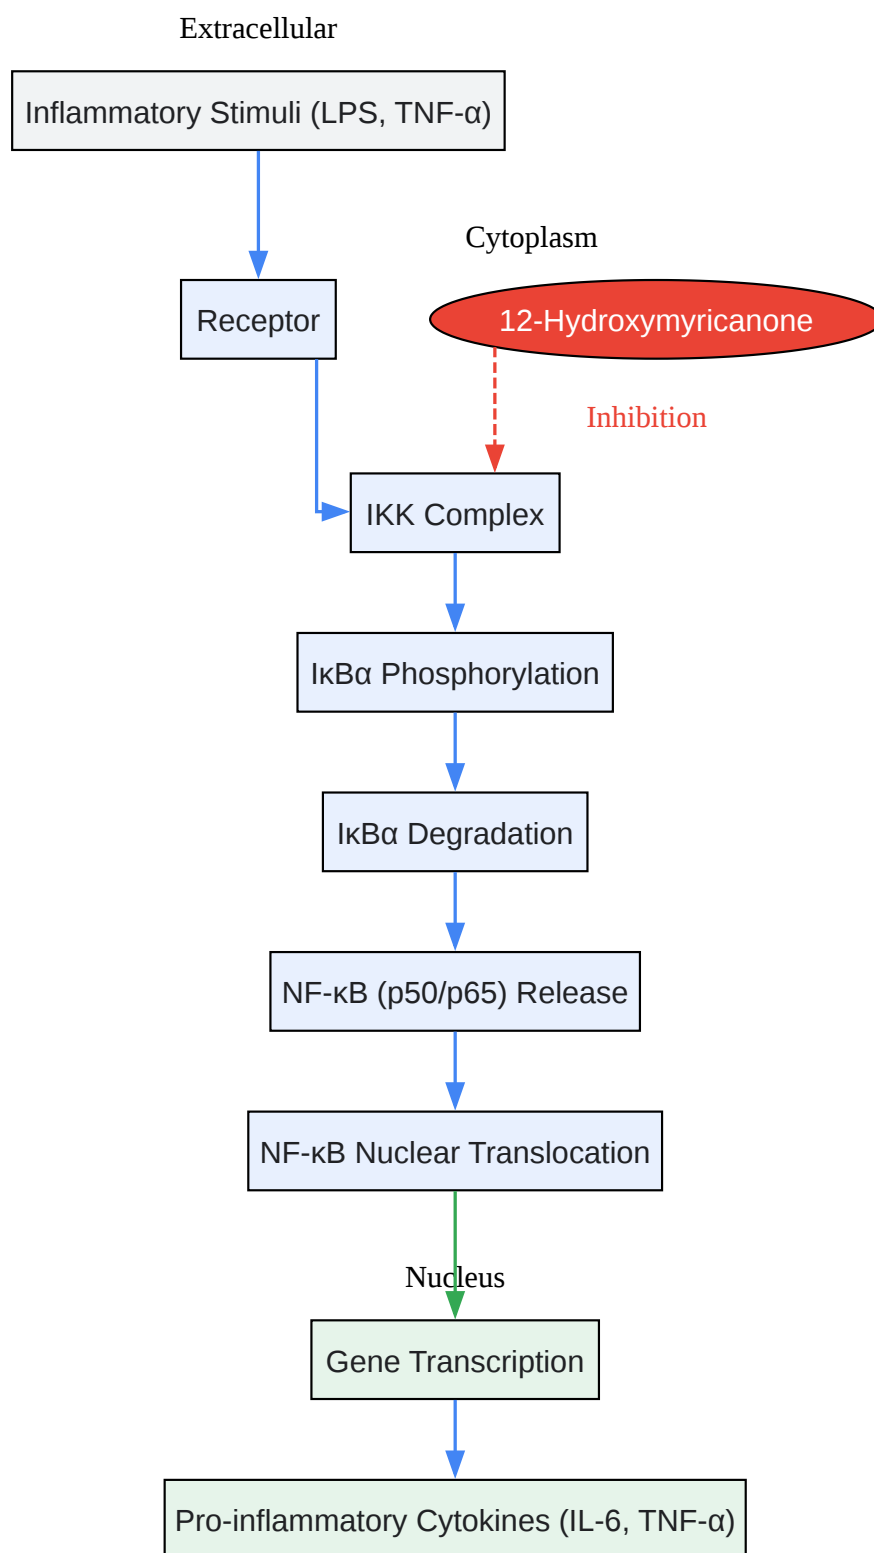 Extracellular
Inflammatory Stimuli (LPS, TNF-α)
Cytoplasm
Receptor
12-Hydroxymyricanone
Inhibition
IKK Complex
IκBα Phosphorylation
IκBα Degradation
NF-κB (p50/p65) Release
NF-κB Nuclear Translocation
Nucleus
Gene Transcription
Pro-inflammatory Cytokines (IL-6, TNF-α)